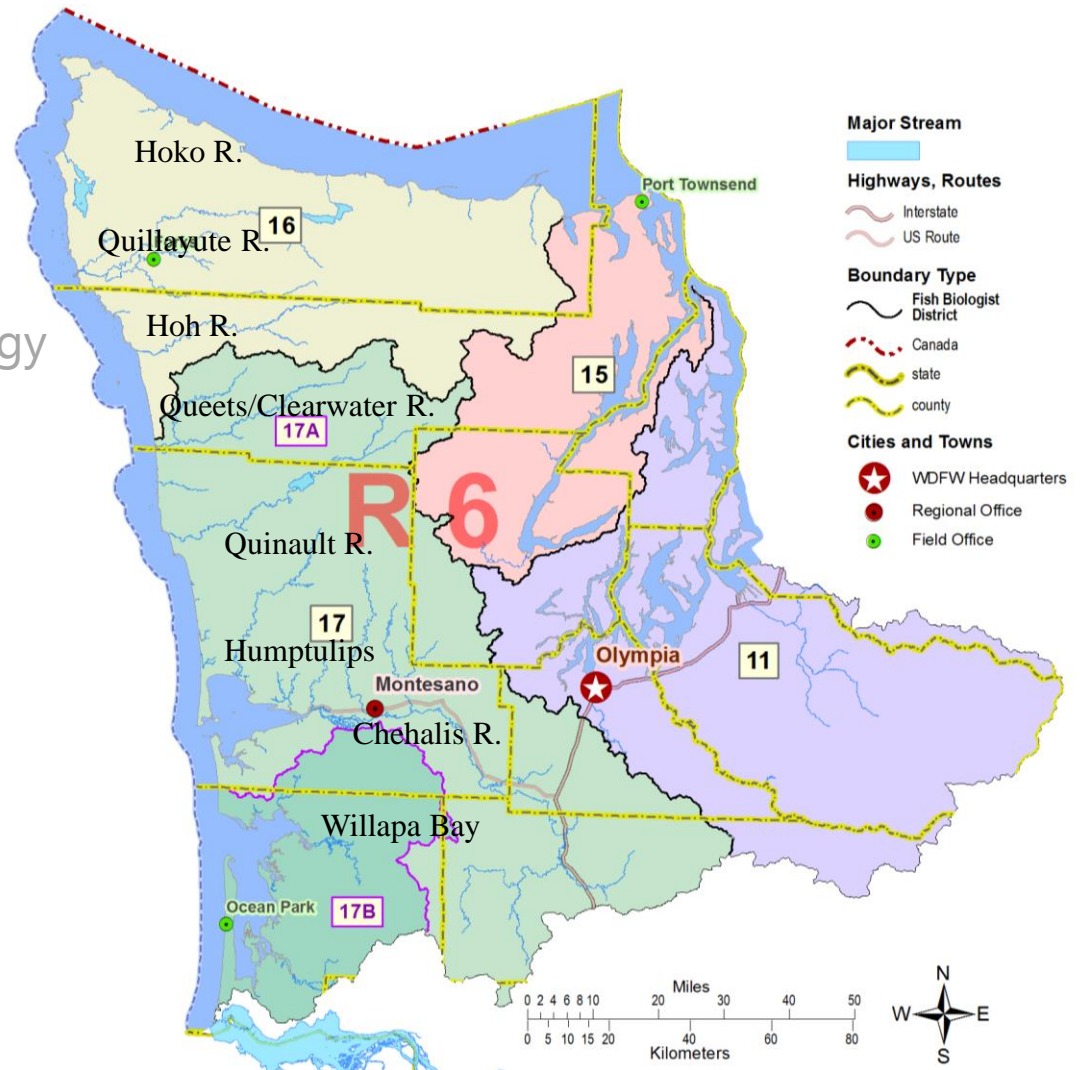 Hoko R.
16
Quillayute R.
Hoh R.
gy
Queets/Clearwater R.
17A
R 6
Quinault R.
17
Humptulips
Montesano
Chehalis R.
Willapa Bay
Ocean Park
17B
Port Townsend
15
Olympia
11
Major Stream
Highways, Routes
Interstate
US Route
Boundary Type
Fish Biologist
District
Canada
state
county
Cities and Towns
WDFW Headquarters
Regional Office
Field Office
Miles
0 2 4 6 8 10 20 30 40 50
0 5 10 15 20 40 60 80
Kilometers
N
W E
S